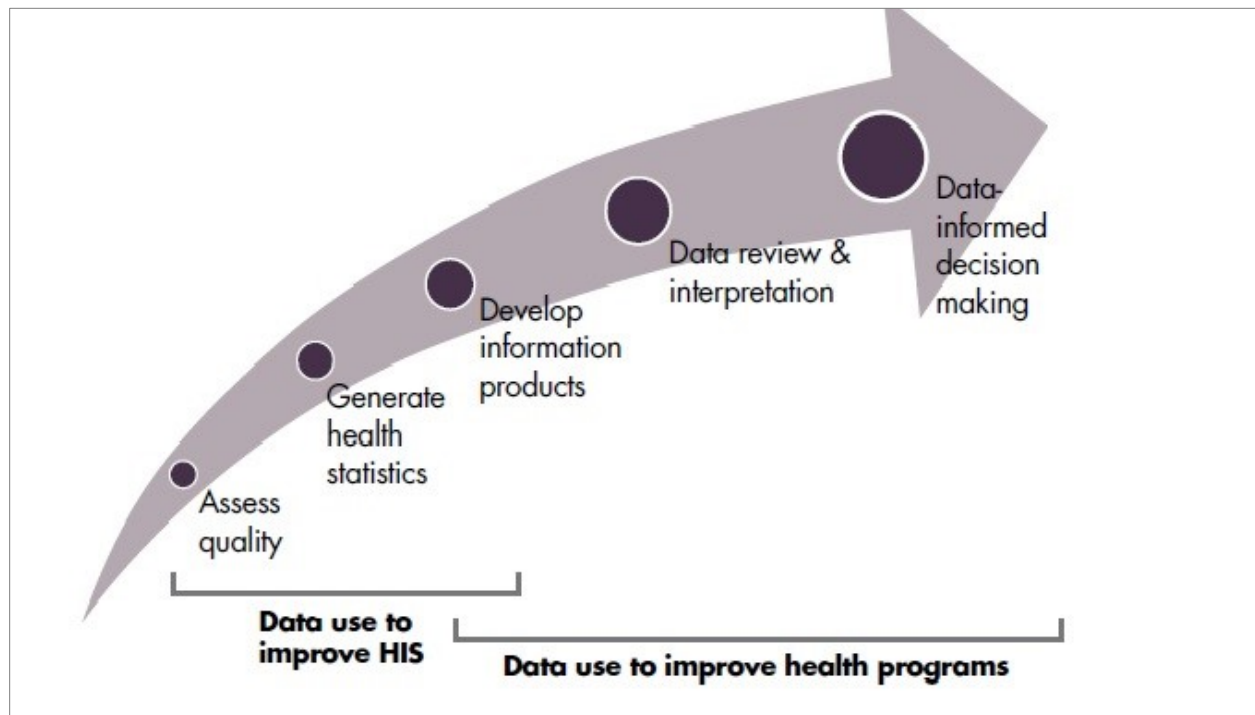 Assess
quality
Generate
health
statistics
Develop
information
products
Data review &
interpretation
Data-
informed
decision
making
Data use to
improve HIS
Data use to improve health programs